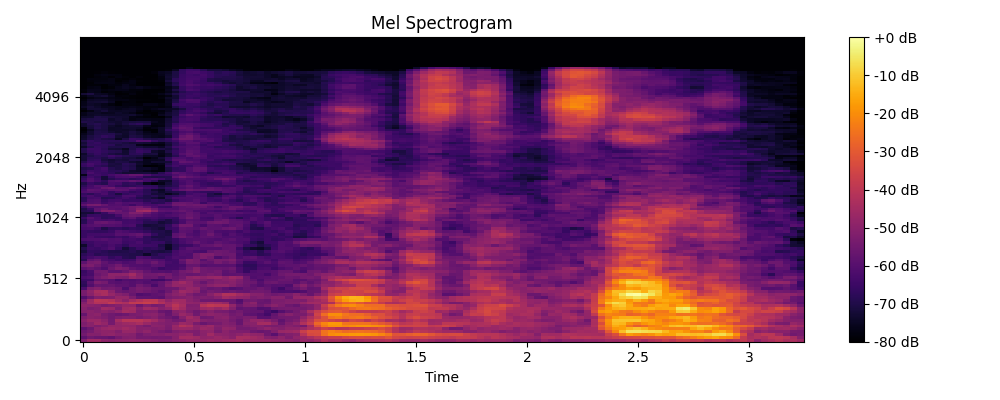 Mel Spectrogram
+0 dB
-10 dB
-20 dB
-30 dB
-40 dB
-50 dB
-60 dB
-70 dB
-80 dB
Hz
4096
2048
1024
512
0
0 0.5 1 1.5 2 2.5 3
Time